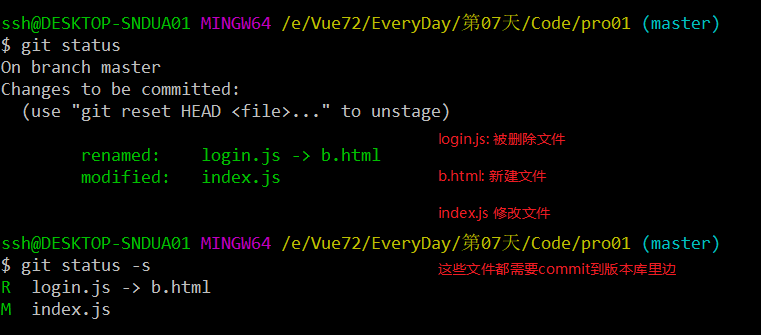 ssh@DESKTOP-SNDUA01 MINGW64 /e/Vue72/EveryDay/第07天/Code/pro01 (master)
$ git status
On branch master
Changes to be committed:
  (use "git reset HEAD <file>..." to unstage)
login.js: 被删除文件
        renamed:    login.js -> b.html
b.html: 新建文件
        modified:   index.js
index.js 修改文件
ssh@DESKTOP-SNDUA01 MINGW64 /e/Vue72/EveryDay/第07天/Code/pro01 (master)
$ git status -s
这些文件都需要commit到版本库里边
R  login.js -> b.html
M  index.js